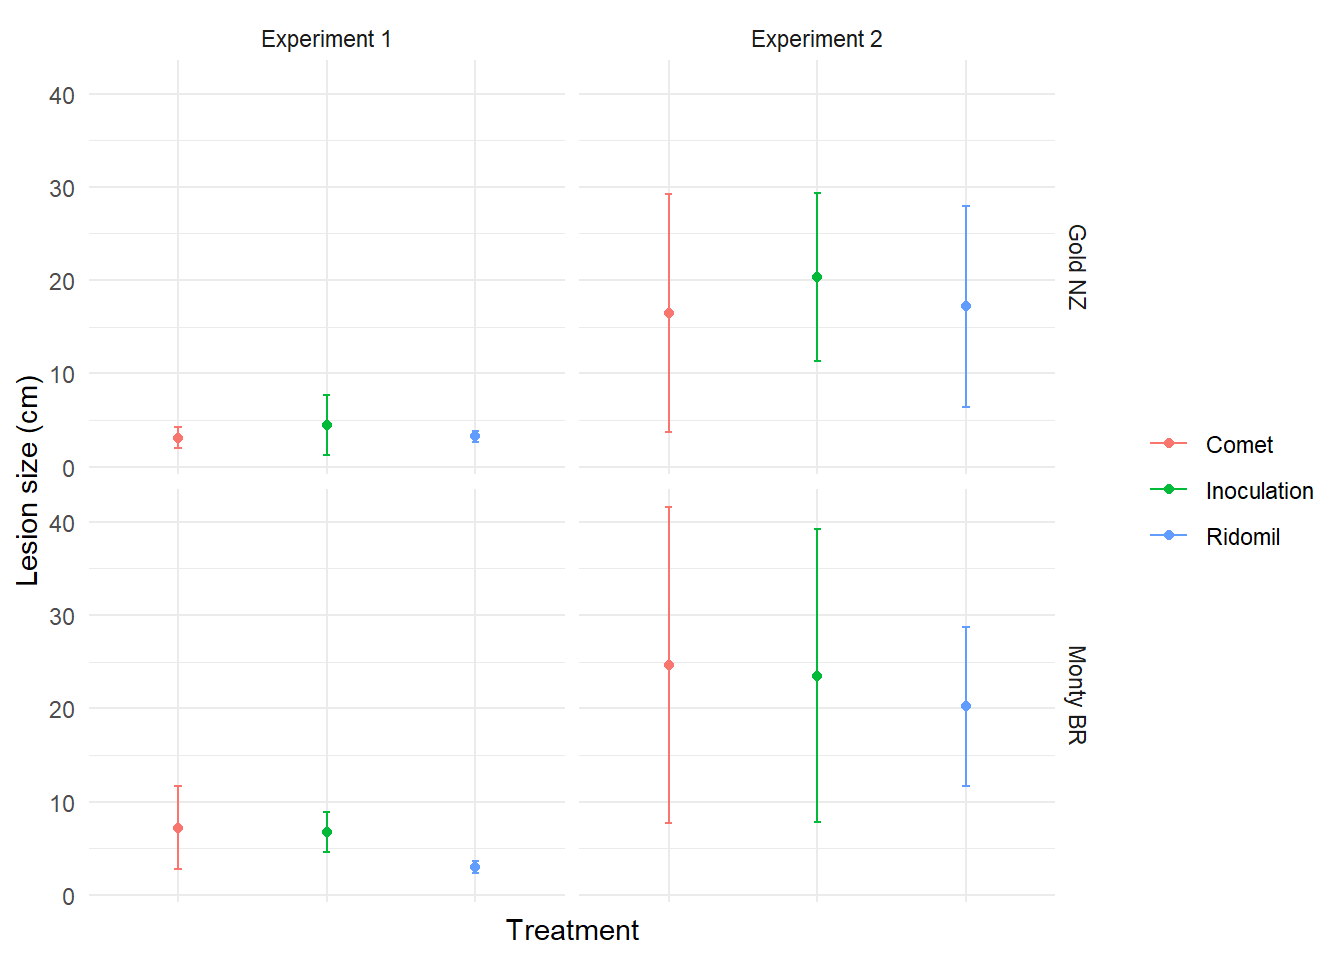 Experiment 1
Experiment 2
40
30
20
10
0
Gold NZ
40
30
20
10
0
Monty BR
Lesion size (cm)
Treatment
Comet
Inoculation
Ridomil